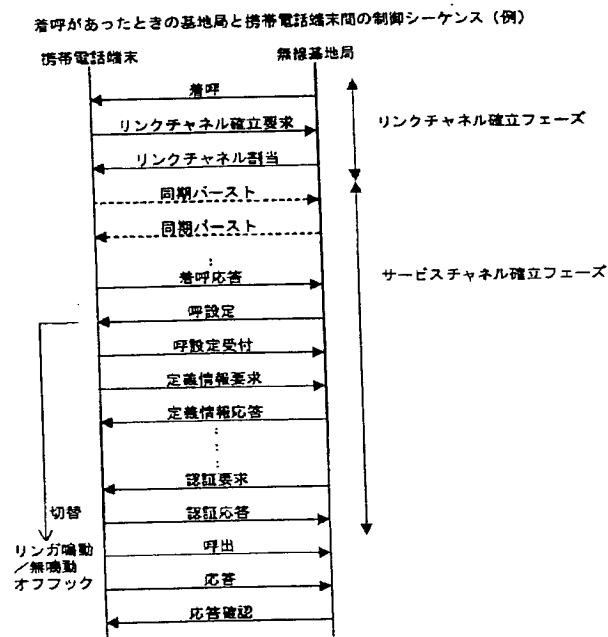 着呼があったときの基地局と携帯電話端末間の制御シーケンス（例）
携帯電話端末
無線基地局
着呼
リンクチャネル確立要求
リンクチャネル確立フェーズ
リンクチャネル割当
同期バースト
同期バースト
着呼応答
サービスチャネル確立フェーズ
呼設定
呼設定受付
定義情報要求
定義情報応答
認証要求
切替
認証応答
リンガ鳴動
／無鳴動
オフフック
呼出
応答
応答確認